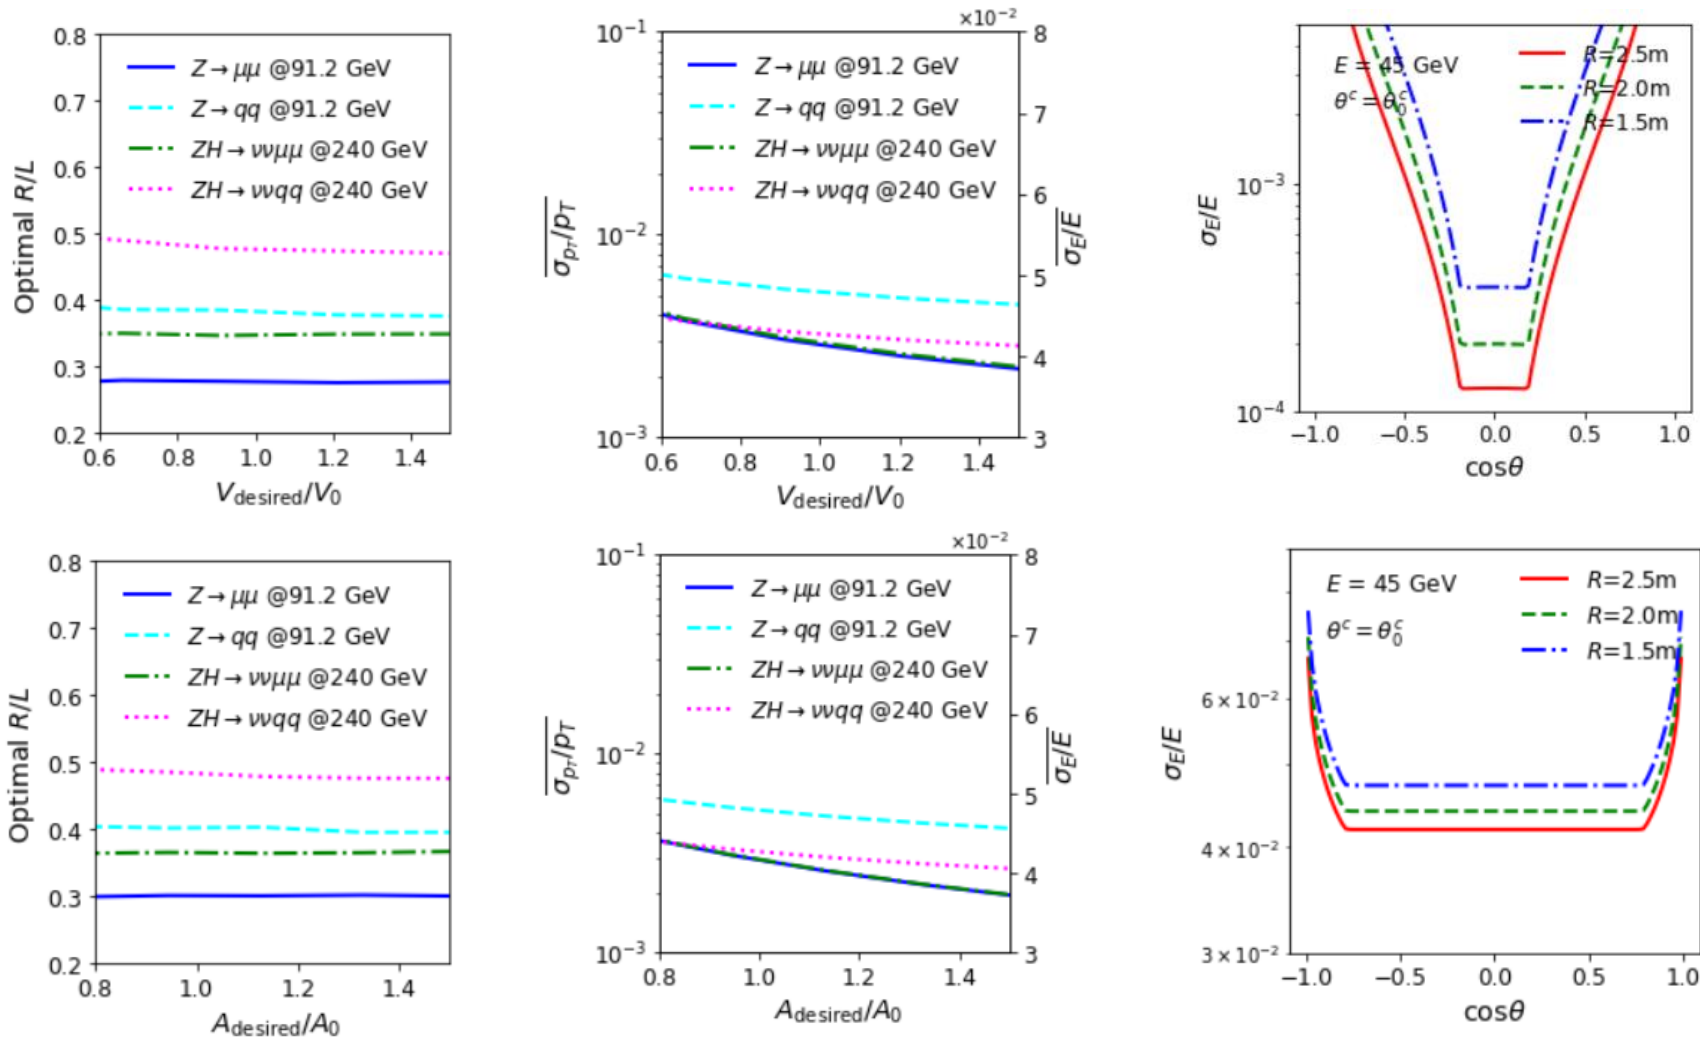 0.8
0.7
0.6
0.5
0.4
0.3
0.2
Optimal R/L
Z → μμ @91.2 GeV
Z → qq @91.2 GeV
ZH → ννμμ @240 GeV
ZH → ννqq @240 GeV
0.6 0.8 1.0 1.2 1.4
V_desired/V_0
×10⁻²
10⁻¹
10⁻²
10⁻³
σ_pT/p_T
Z → μμ @91.2 GeV
Z → qq @91.2 GeV
ZH → ννμμ @240 GeV
ZH → ννqq @240 GeV
8
7
6
5
4
3
σ_E/E
0.6 0.8 1.0 1.2 1.4
V_desired/V_0
E = 45 GeV
θ^c = θ_0^c
R=2.5m
R=2.0m
R=1.5m
10⁻³
10⁻⁴
σ_E/E
−1.0 −0.5 0.0 0.5 1.0
cosθ
0.8
0.7
0.6
0.5
0.4
0.3
0.2
Optimal R/L
Z → μμ @91.2 GeV
Z → qq @91.2 GeV
ZH → ννμμ @240 GeV
ZH → ννqq @240 GeV
0.8 1.0 1.2 1.4
A_desired/A_0
×10⁻²
10⁻¹
10⁻²
10⁻³
σ_pT/p_T
Z → μμ @91.2 GeV
Z → qq @91.2 GeV
ZH → ννμμ @240 GeV
ZH → ννqq @240 GeV
8
7
6
5
4
3
σ_E/E
0.8 1.0 1.2 1.4
A_desired/A_0
E = 45 GeV
θ^c = θ_0^c
R=2.5m
R=2.0m
R=1.5m
6×10⁻²
4×10⁻²
3×10⁻²
σ_E/E
−1.0 −0.5 0.0 0.5 1.0
cosθ